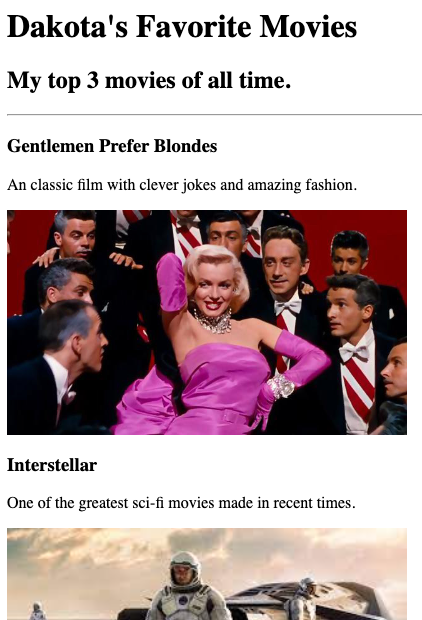 Dakota's Favorite Movies
My top 3 movies of all time.
Gentlemen Prefer Blondes
An classic film with clever jokes and amazing fashion.
Interstellar
One of the greatest sci-fi movies made in recent times.